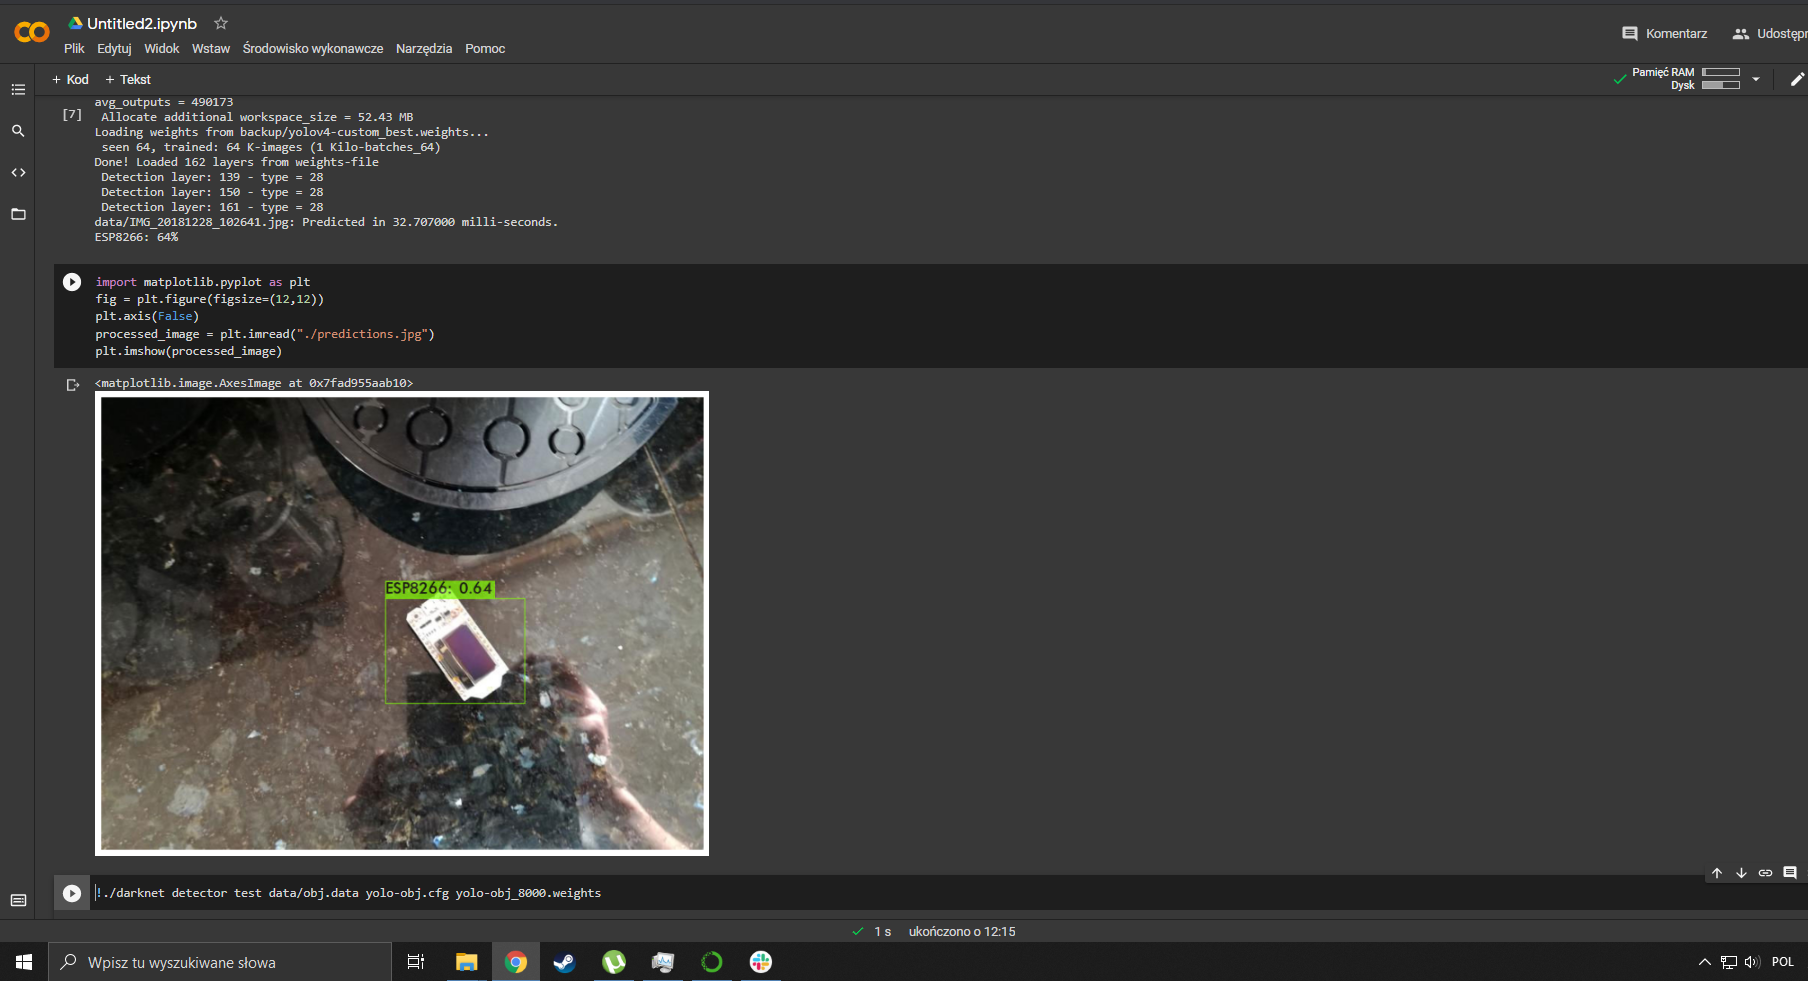 Untitled2.ipynb
Plik Edytuj Widok Wstaw Środowisko wykonawcze Narzędzia Pomoc
Komentarz
Udostępn
+ Kod + Tekst
Pamięć RAM
Dysk
[7]
avg_outputs = 490173
Allocate additional workspace_size = 52.43 MB
Loading weights from backup/yolov4-custom_best.weights...
seen 64, trained: 64 K-images (1 Kilo-batches_64)
Done! Loaded 162 layers from weights-file
Detection layer: 139 - type = 28
Detection layer: 150 - type = 28
Detection layer: 161 - type = 28
data/IMG_20181228_102641.jpg: Predicted in 32.707000 milli-seconds.
ESP8266: 64%
import matplotlib.pyplot as plt
fig = plt.figure(figsize=(12,12))
plt.axis(False)
processed_image = plt.imread("./predictions.jpg")
plt.imshow(processed_image)
<matplotlib.image.AxesImage at 0x7fad955aab10>
ESP8266: 0.64
!./darknet detector test data/obj.data yolo-obj.cfg yolo-obj_8000.weights
1 s ukończono o 12:15
Wpisz tu wyszukiwane słowa
POL